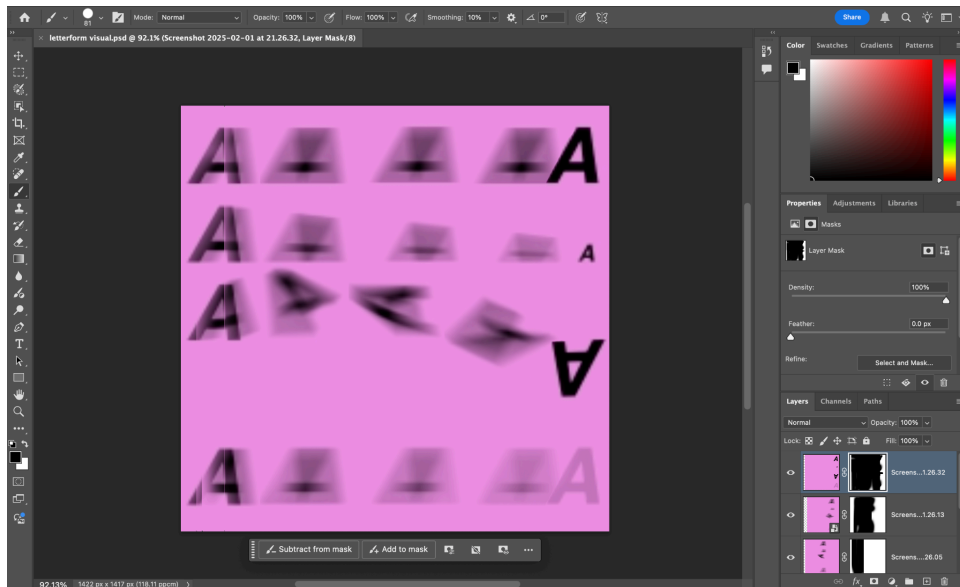 81 Mode: Normal Opacity: 100% Flow: 100% Smoothing: 10% 0° Share
× letterform visual.psd @ 92.1% (Screenshot 2025-02-01 at 21.26.32, Layer Mask/8)
Color Swatches Gradients Patterns
A A
A A
A A
A A
Properties Adjustments Libraries
Masks
Layer Mask
Density: 100%
Feather: 0.0 px
Refine: Select and Mask...
Layers Channels Paths
Normal Opacity: 100%
Lock: Fill: 100%
Screens...1.26.32
Screens...1.26.13
Screens....26.05
Subtract from mask Add to mask
92.13% 1422 px x 1417 px (118.11 ppcm)